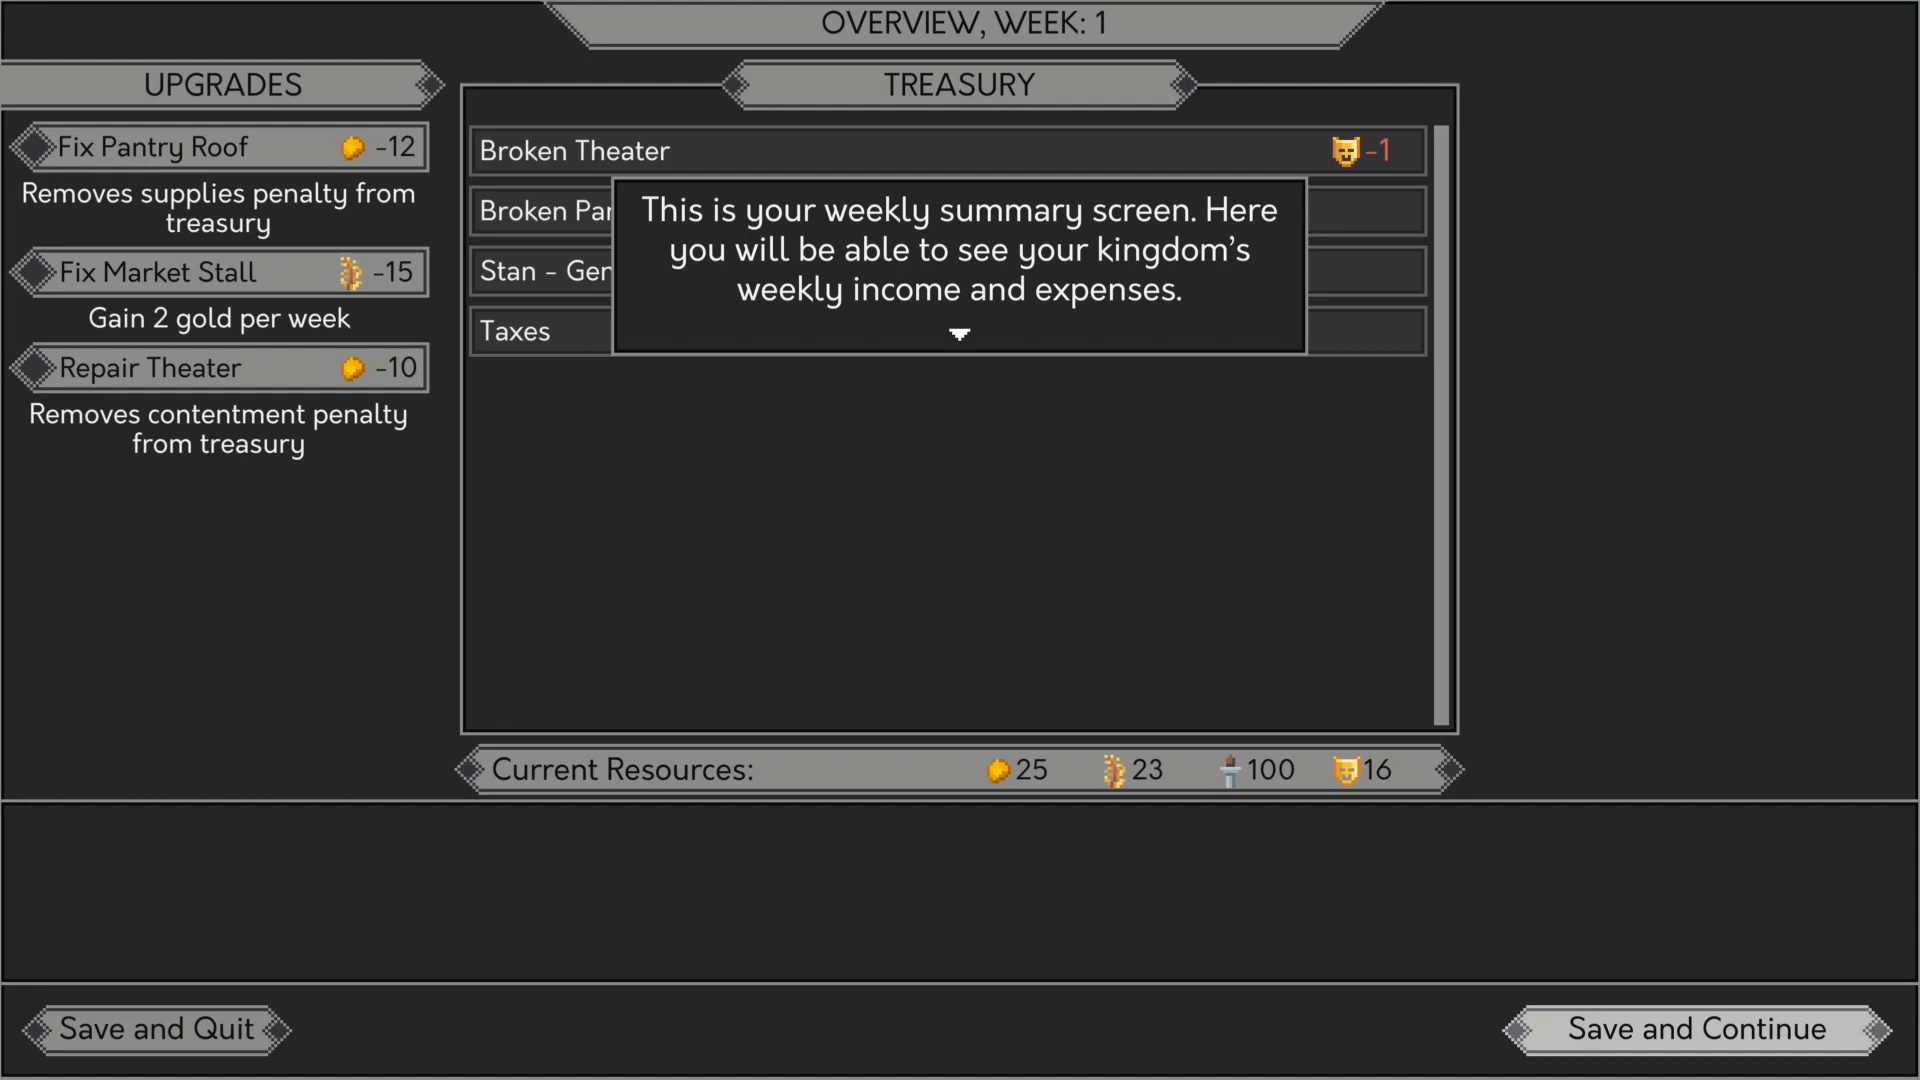 OVERVIEW, WEEK: 1
UPGRADES
Fix Pantry Roof -12
Removes supplies penalty from
treasury
Fix Market Stall -15
Gain 2 gold per week
Repair Theater -10
Removes contentment penalty
from treasury
TREASURY
Broken Theater -1
Broken
Stan -
Taxes
This is your weekly summary screen. Here
you will be able to see your kingdom's
weekly income and expenses.
Current Resources: 25 23 100 16
Save and Quit
Save and Continue